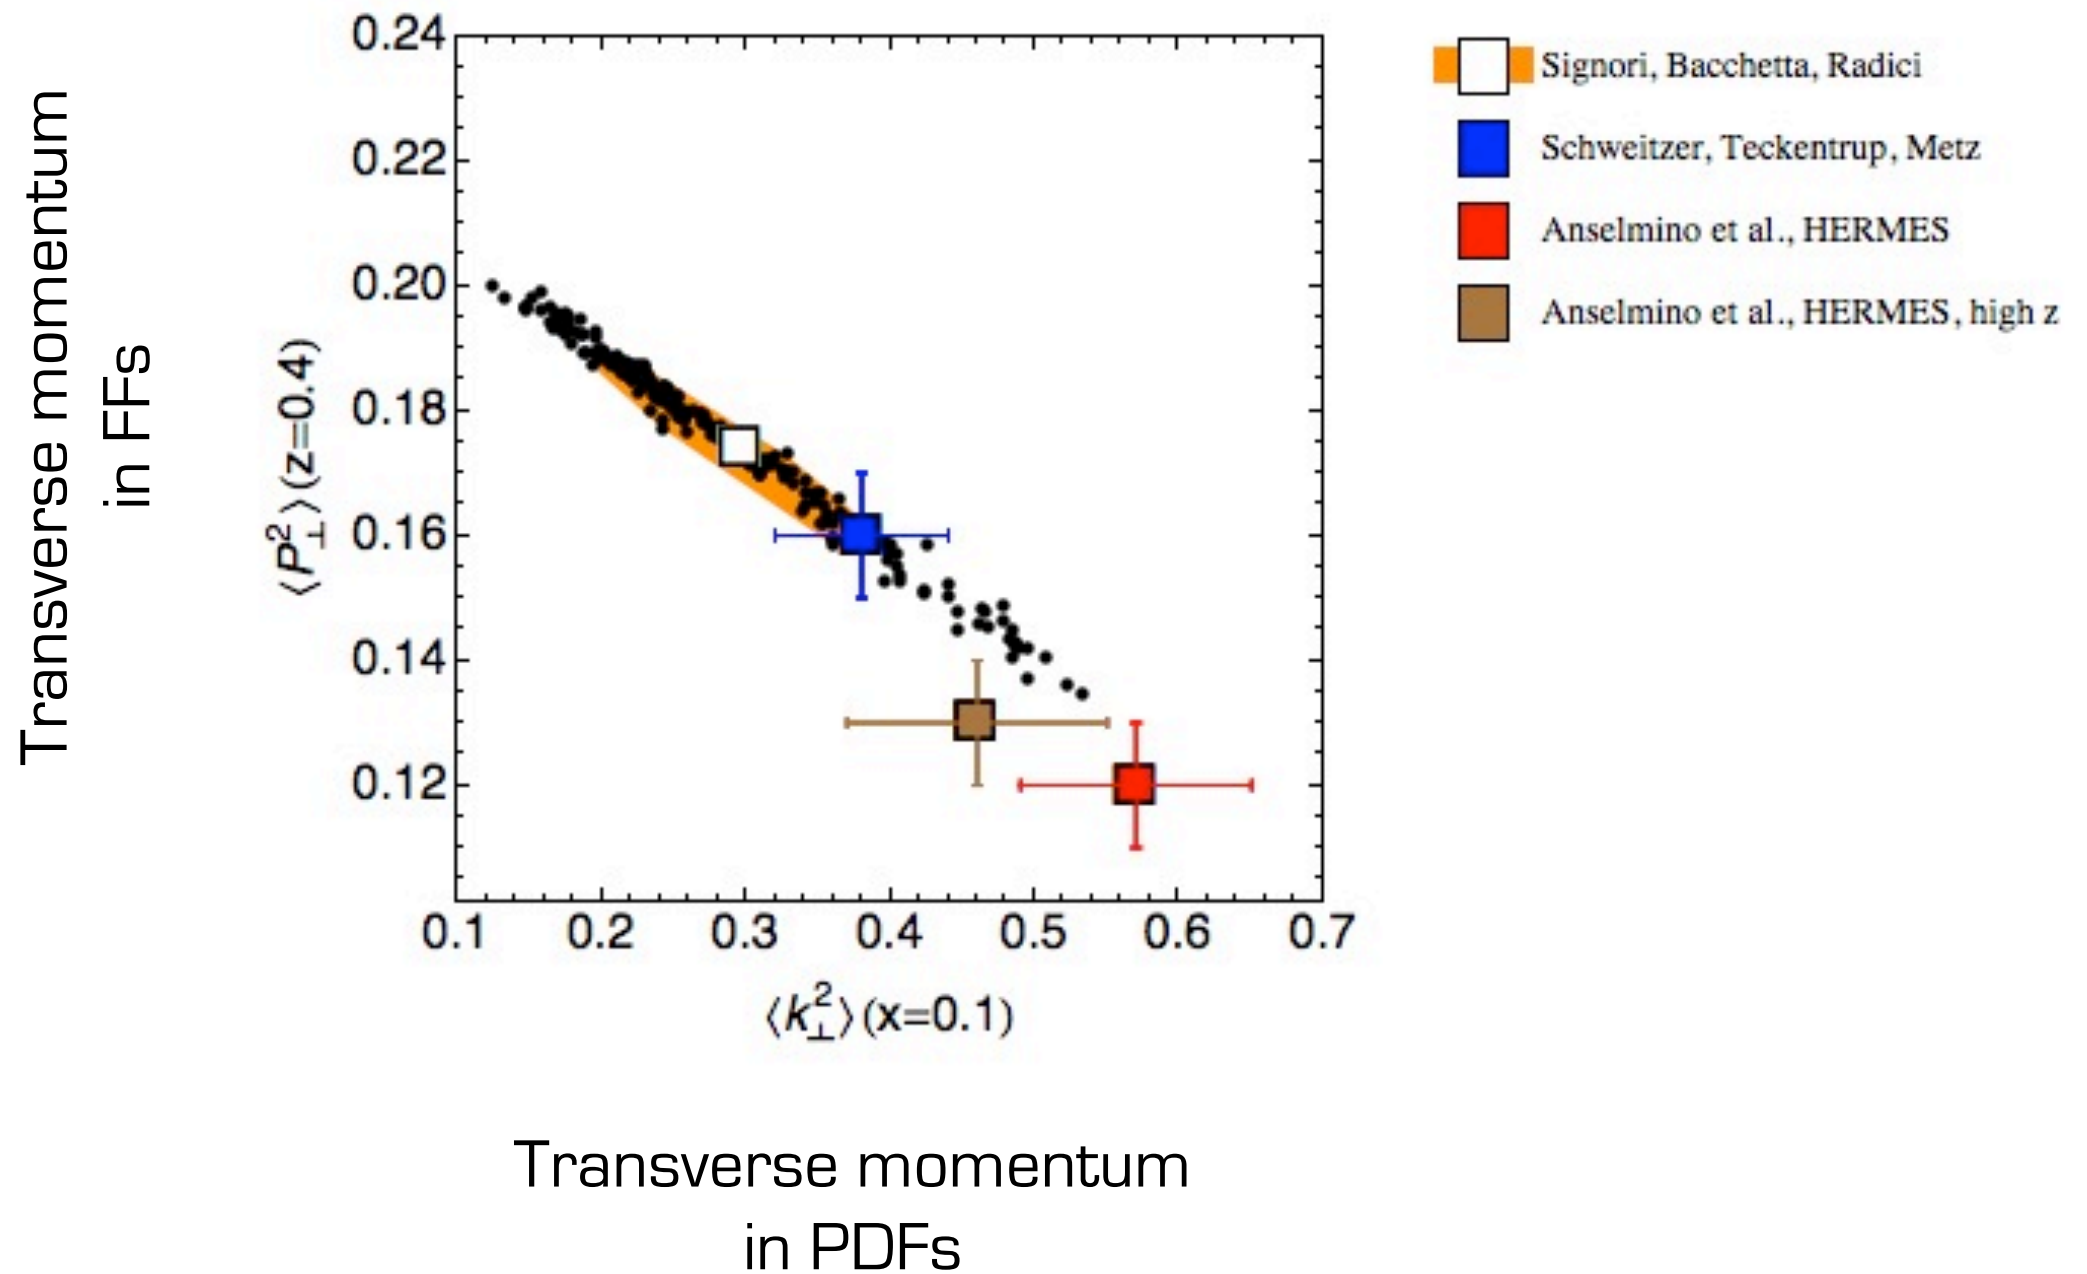 Transverse momentum
in FFs
⟨P⊥²⟩(z=0.4)
0.24
0.22
0.20
0.18
0.16
0.14
0.12
0.1 0.2 0.3 0.4 0.5 0.6 0.7
⟨k⊥²⟩(x=0.1)
Transverse momentum
in PDFs
Signori, Bacchetta, Radici
Schweitzer, Teckentrup, Metz
Anselmino et al., HERMES
Anselmino et al., HERMES, high z